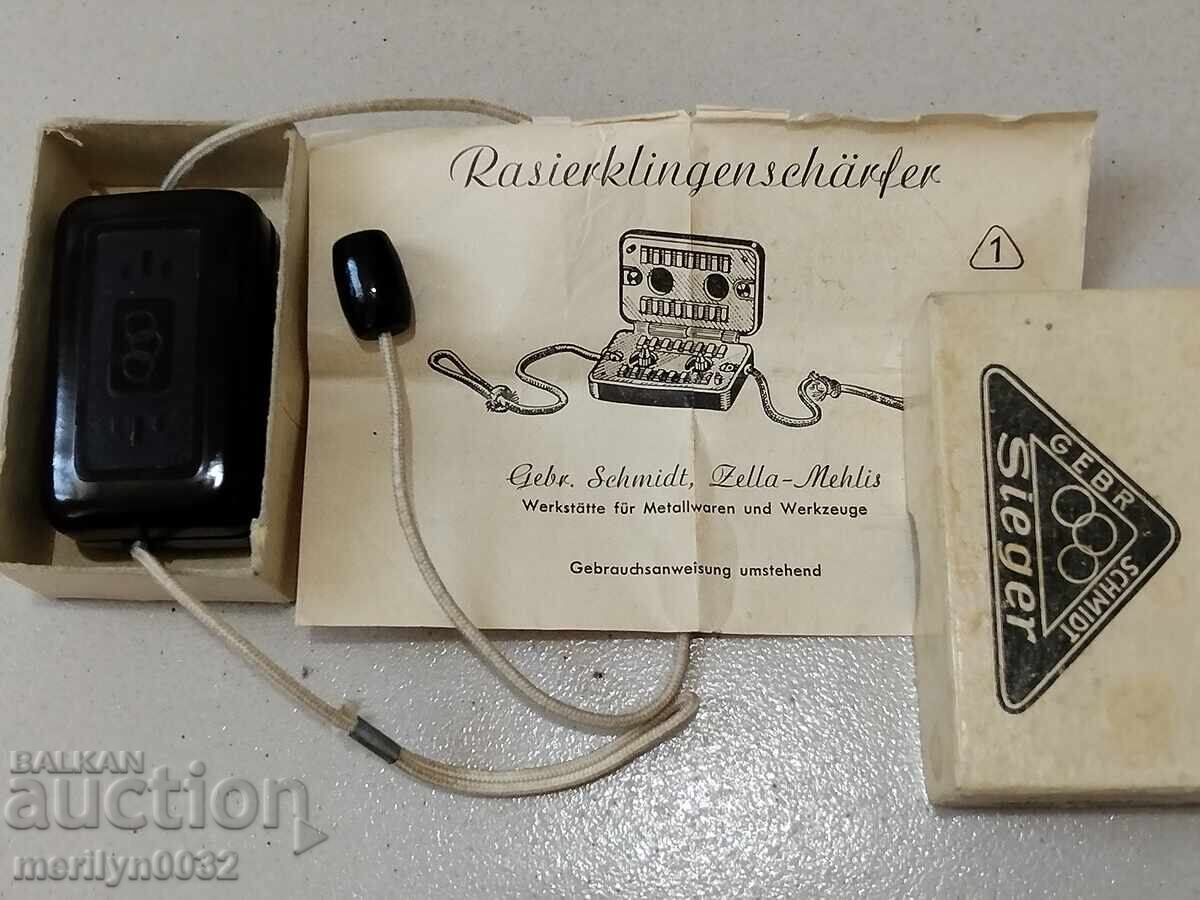 Rasierklingenschärfer
1
Gebr. Schmidt, Zella-Mehlis
Werkstätte für Metallwaren und Werkzeuge
Gebrauchsanweisung umstehend
GEBR
SCHMIDT
Sieger
BALKAN
auction
merilyn0032